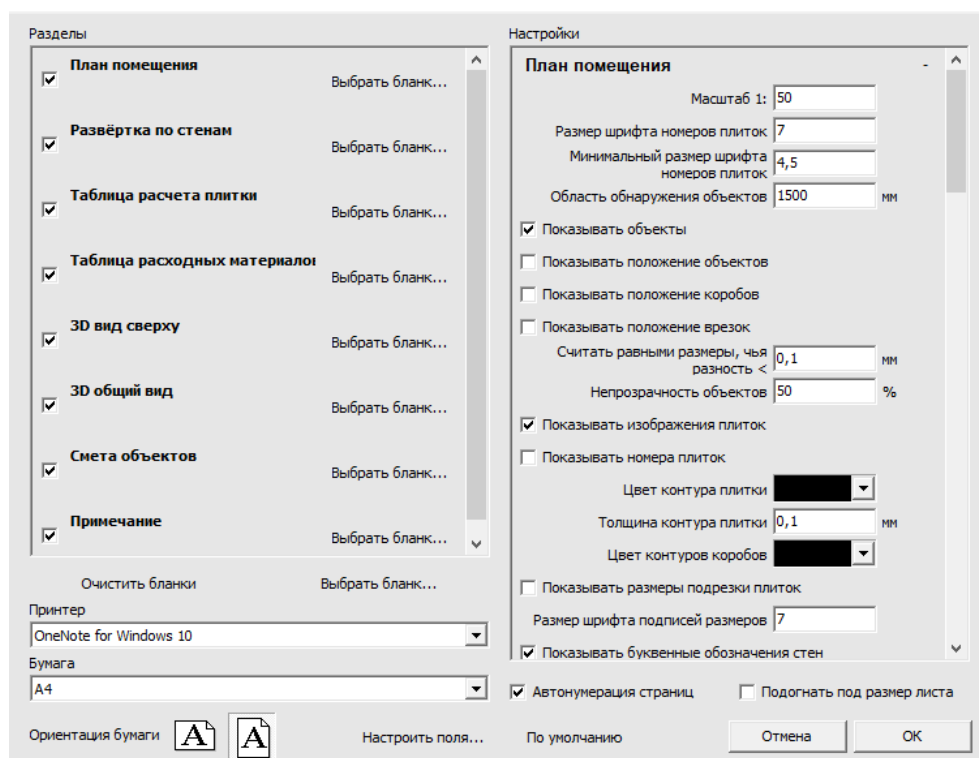 Разделы
План помещения
Выбрать бланк...
Развёртка по стенам
Выбрать бланк...
Таблица расчета плитки
Выбрать бланк...
Таблица расходных материалов
Выбрать бланк...
3D вид сверху
Выбрать бланк...
3D общий вид
Выбрать бланк...
Смета объектов
Выбрать бланк...
Примечание
Выбрать бланк...
Очистить бланки Выбрать бланк...
Принтер
OneNote for Windows 10
Бумага
A4
Ориентация бумаги A A Настроить поля...
Настройки
План помещения -
Масштаб 1: 50
Размер шрифта номеров плиток 7
Минимальный размер шрифта
номеров плиток 4,5
Область обнаружения объектов 1500 мм
Показывать объекты
Показывать положение объектов
Показывать положение коробов
Показывать положение врезок
Считать равными размеры, чья
разность < 0,1 мм
Непрозрачность объектов 50 %
Показывать изображения плиток
Показывать номера плиток
Цвет контура плитки
Толщина контура плитки 0,1 мм
Цвет контуров коробов
Показывать размеры подрезки плиток
Размер шрифта подписей размеров 7
Показывать буквенные обозначения стен
Автонумерация страниц Подогнать под размер листа
По умолчанию Отмена OK